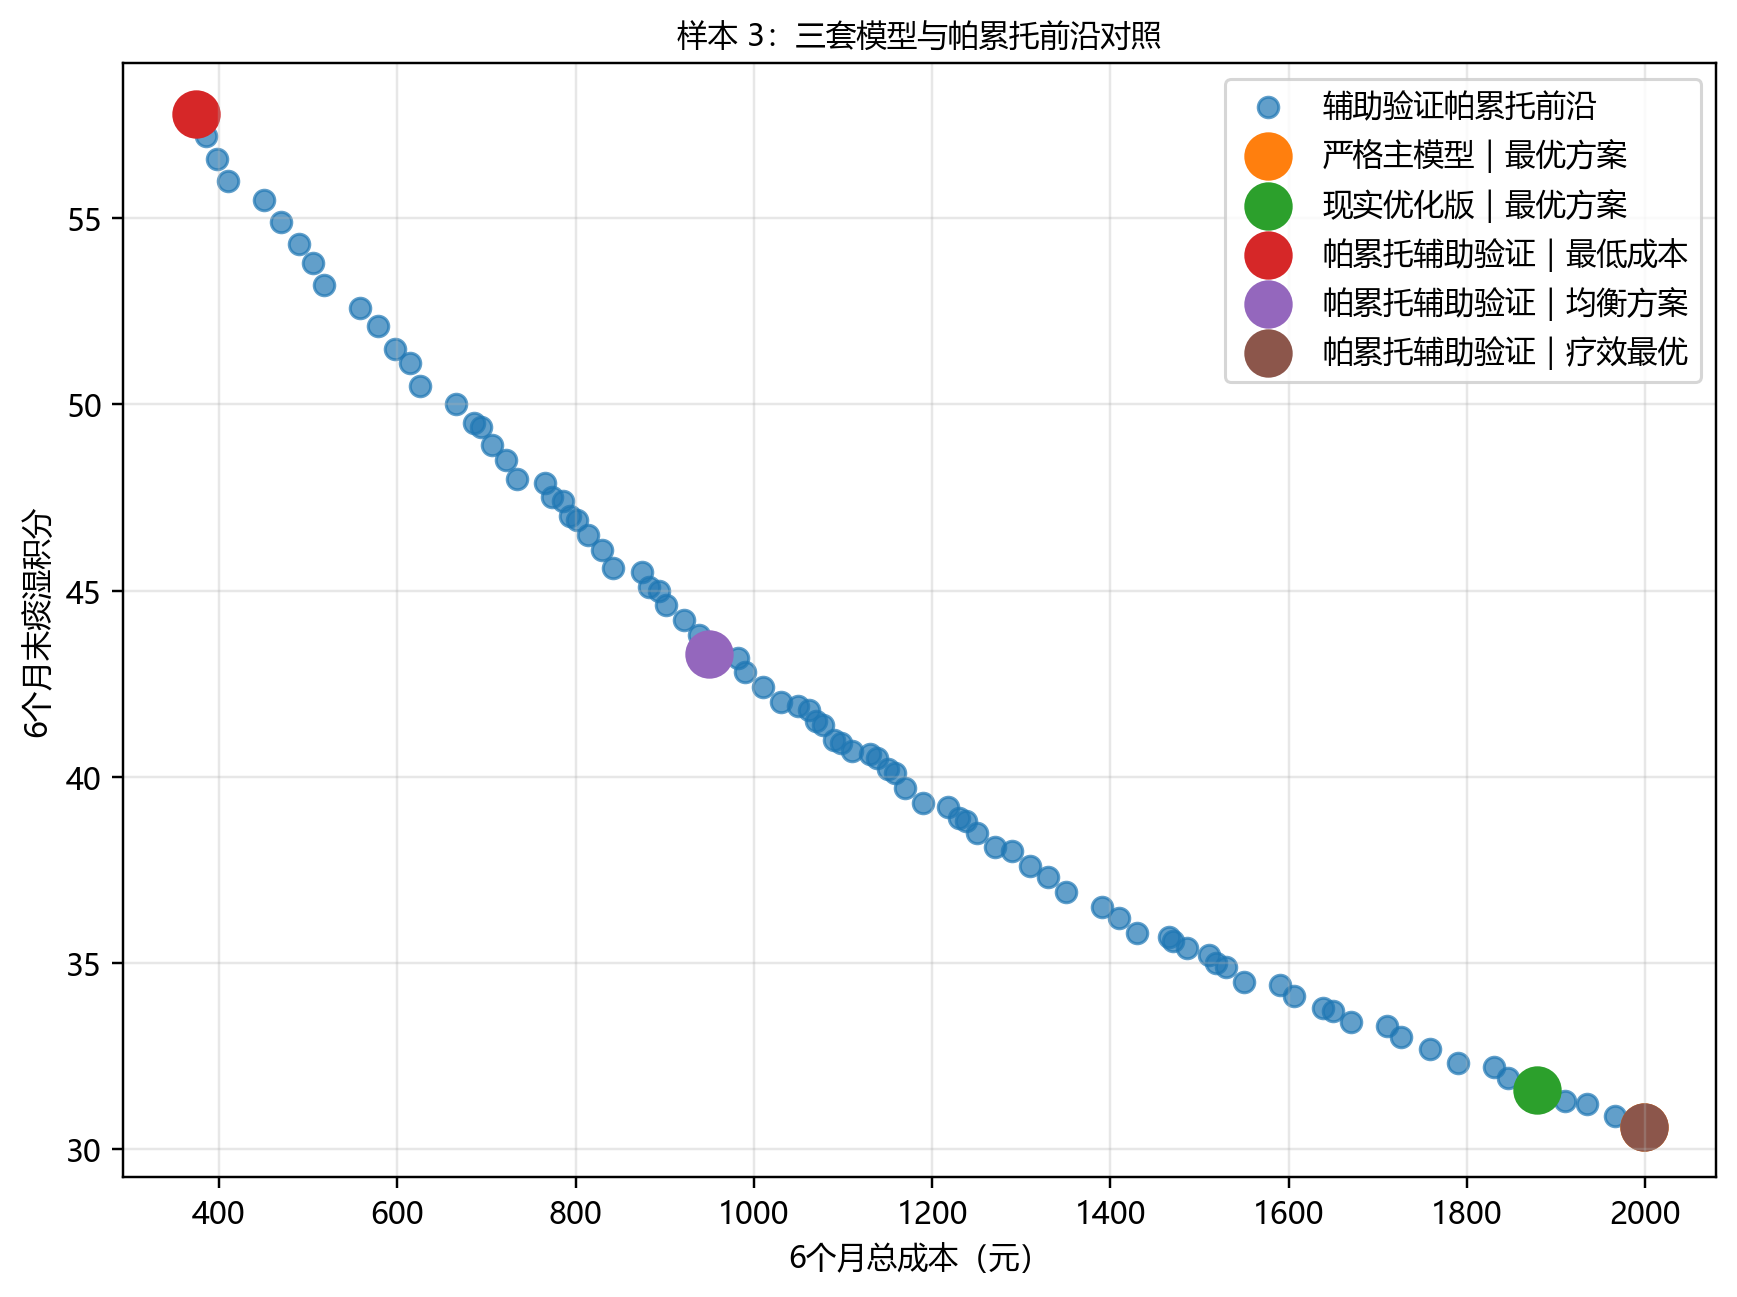 样本 3：三套模型与帕累托前沿对照
辅助验证帕累托前沿
严格主模型｜最优方案
现实优化版｜最优方案
帕累托辅助验证｜最低成本
帕累托辅助验证｜均衡方案
帕累托辅助验证｜疗效最优
6个月末痰湿积分
55
50
45
40
35
30
400 600 800 1000 1200 1400 1600 1800 2000
6个月总成本（元）